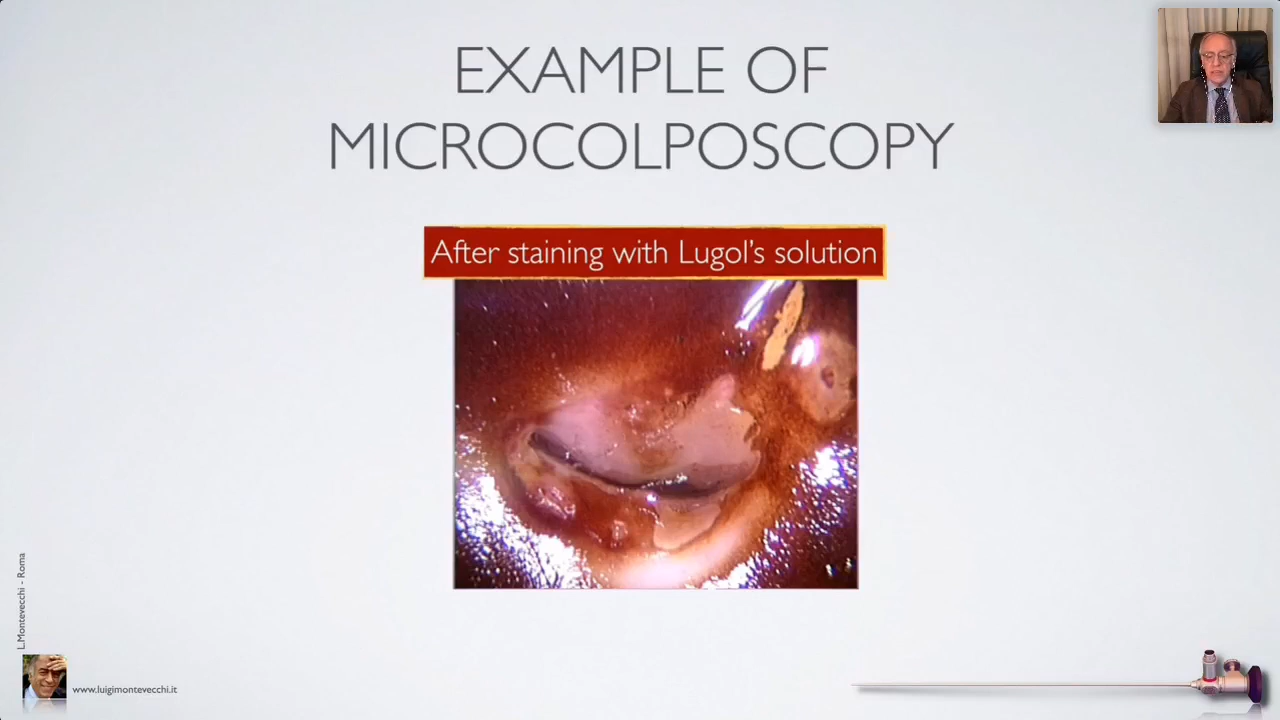 EXAMPLE OF
MICROCOLPOSCOPY
After staining with Lugol's solution
L.Montevecchi - Roma
www.luigimontevecchi.it